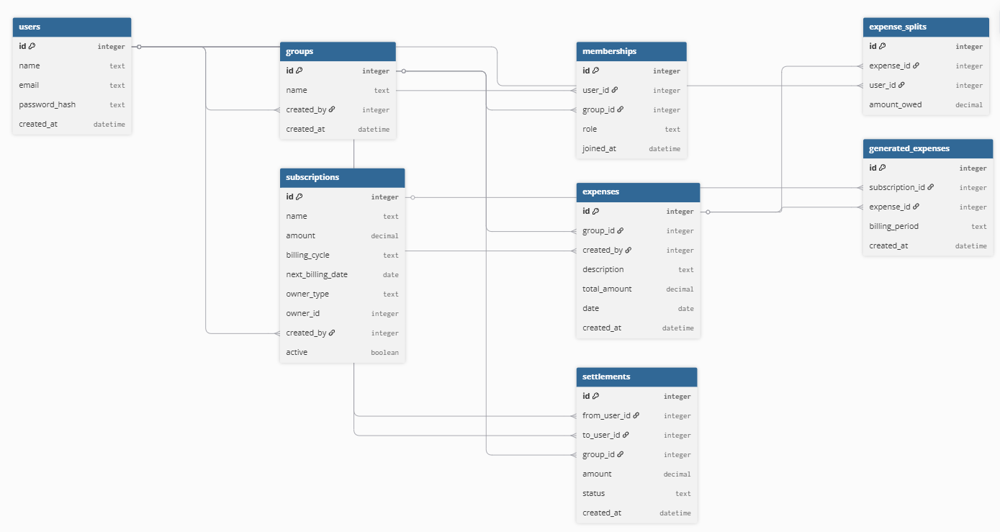 users
id integer
name text
email text
password_hash text
created_at datetime
groups
id integer
name text
created_by integer
created_at datetime
subscriptions
id integer
name text
amount decimal
billing_cycle text
next_billing_date date
owner_type text
owner_id integer
created_by integer
active boolean
memberships
id integer
user_id integer
group_id integer
role text
joined_at datetime
expenses
id integer
group_id integer
created_by integer
description text
total_amount decimal
date date
created_at datetime
settlements
id integer
from_user_id integer
to_user_id integer
group_id integer
amount decimal
status text
created_at datetime
expense_splits
id integer
expense_id integer
user_id integer
amount_owed decimal
generated_expenses
id integer
subscription_id integer
expense_id integer
billing_period text
created_at datetime